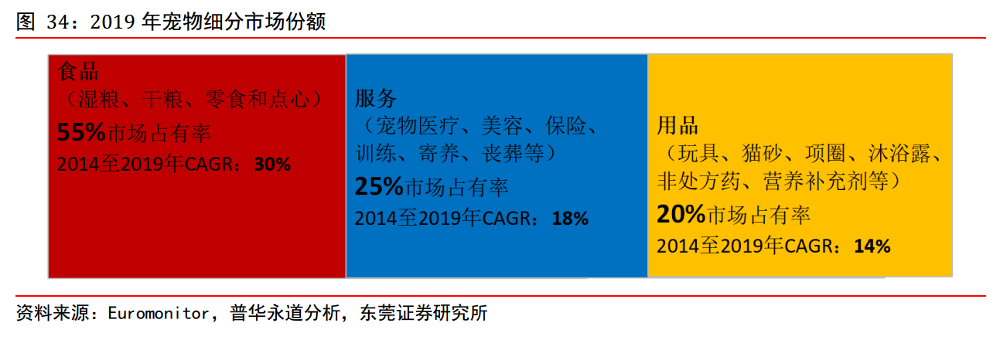 图 34：2019 年宠物细分市场份额
食品
（湿粮、干粮、零食和点心）
55%市场占有率
2014至2019年CAGR：30%
服务
（宠物医疗、美容、保险、
训练、寄养、丧葬等）
25%市场占有率
2014至2019年CAGR：18%
用品
（玩具、猫砂、项圈、沐浴露、
非处方药、营养补充剂等）
20%市场占有率
2014至2019年CAGR：14%
资料来源：Euromonitor，普华永道分析，东莞证券研究所